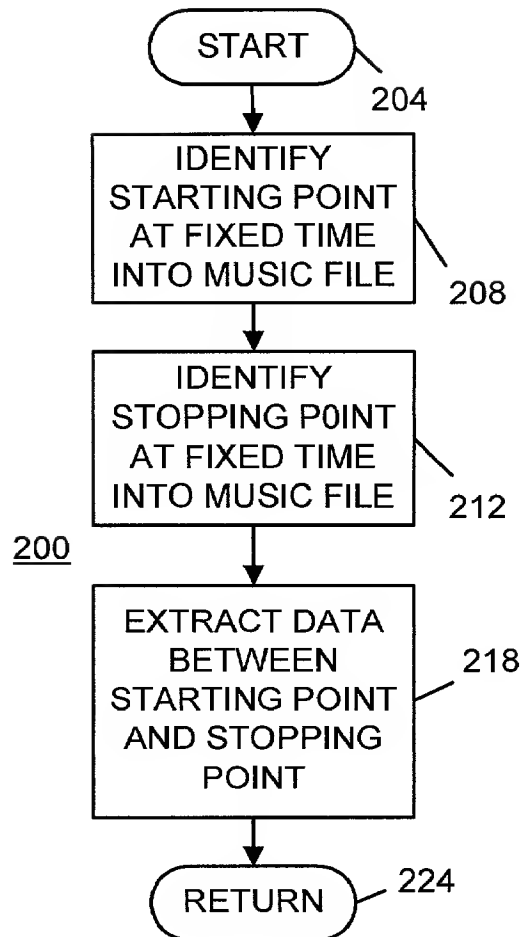 START
204
IDENTIFY
STARTING POINT
AT FIXED TIME
INTO MUSIC FILE
208
IDENTIFY
STOPPING P0INT
AT FIXED TIME
INTO MUSIC FILE
212
200
EXTRACT DATA
BETWEEN
STARTING POINT
AND STOPPING
POINT
218
RETURN
224